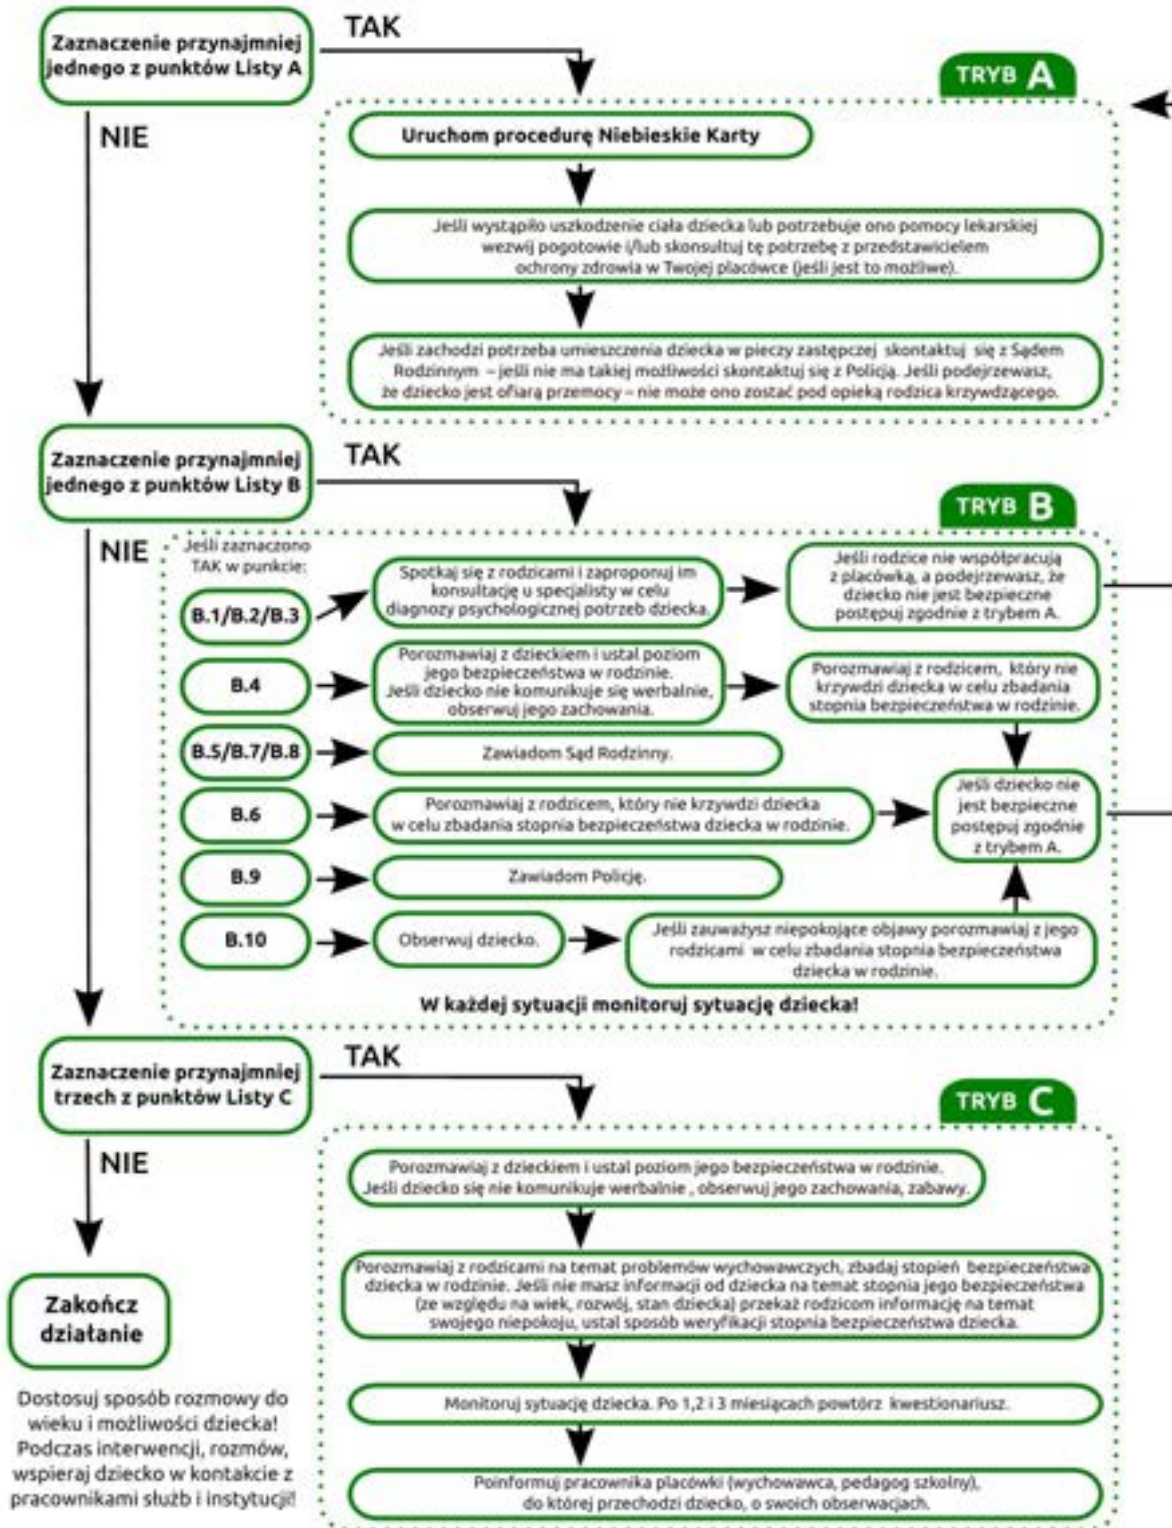 Zaznaczenie przynajmniej
jednego z punktów Listy A
TAK
NIE
TRYB A
Uruchom procedurę Niebieskie Karty
Jeśli wystąpiło uszkodzenie ciała dziecka lub potrzebuje ono pomocy lekarskiej
wezwij pogotowie i/lub skonsultuj tę potrzebę z przedstawicielem
ochrony zdrowia w Twojej placówce (jeśli jest to możliwe).
Jeśli zachodzi potrzeba umieszczenia dziecka w pieczy zastępczej skontaktuj się z Sądem
Rodzinnym – jeśli nie ma takiej możliwości skontaktuj się z Policją. Jeśli podejrzewasz,
że dziecko jest ofiarą przemocy – nie może ono zostać pod opieką rodzica krzywdzącego.
Zaznaczenie przynajmniej
jednego z punktów Listy B
TAK
NIE
TRYB B
Jeśli zaznaczono
TAK w punkcie:
B.1/B.2/B.3
Spotkaj się z rodzicami i zaproponuj im
konsultację u specjalisty w celu
diagnozy psychologicznej potrzeb dziecka.
Jeśli rodzice nie współpracują
z placówką, a podejrzewasz, że
dziecko nie jest bezpieczne
postępuj zgodnie z trybem A.
B.4
Porozmawiaj z dzieckiem i ustal poziom
jego bezpieczeństwa w rodzinie.
Jeśli dziecko nie komunikuje się werbalnie,
obserwuj jego zachowania.
Porozmawiaj z rodzicem, który nie
krzywdzi dziecka w celu zbadania
stopnia bezpieczeństwa w rodzinie.
B.5/B.7/B.8
Zawiadom Sąd Rodzinny.
B.6
Porozmawiaj z rodzicem, który nie krzywdzi dziecka
w celu zbadania stopnia bezpieczeństwa dziecka w rodzinie.
Jeśli dziecko nie
jest bezpieczne
postępuj zgodnie
z trybem A.
B.9
Zawiadom Policję.
B.10
Obserwuj dziecko.
Jeśli zauważysz niepokojące objawy porozmawiaj z jego
rodzicami w celu zbadania stopnia bezpieczeństwa
dziecka w rodzinie.
W każdej sytuacji monitoruj sytuację dziecka!
Zaznaczenie przynajmniej
trzech z punktów Listy C
TAK
NIE
TRYB C
Porozmawiaj z dzieckiem i ustal poziom jego bezpieczeństwa w rodzinie.
Jeśli dziecko się nie komunikuje werbalnie , obserwuj jego zachowania, zabawy.
Porozmawiaj z rodzicami na temat problemów wychowawczych, zbadaj stopień bezpieczeństwa
dziecka w rodzinie. Jeśli nie masz informacji od dziecka na temat stopnia jego bezpieczeństwa
(ze względu na wiek, rozwój, stan dziecka) przekaż rodzicom informację na temat
swojego niepokoju, ustal sposób weryfikacji stopnia bezpieczeństwa dziecka.
Monitoruj sytuację dziecka. Po 1,2 i 3 miesiącach powtórz kwestionariusz.
Poinformuj pracownika placówki (wychowawca, pedagog szkolny),
do której przechodzi dziecko, o swoich obserwacjach.
Zakończ
działanie
Dostosuj sposób rozmowy do
wieku i możliwości dziecka!
Podczas interwencji, rozmów,
wspieraj dziecko w kontakcie z
pracownikami służb i instytucji!